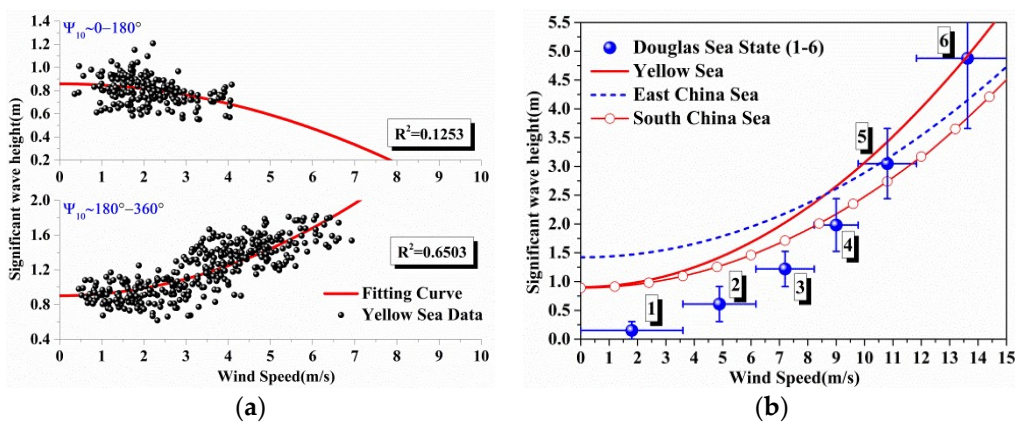 Ψ₁₀~0−180°
1.4
1.2
1.0
0.8
0.6
0.4
0.2
R²=0.1253
0 1 2 3 4 5 6 7 8 9 10
Significant wave height(m)
Ψ₁₀~180°−360°
2.0
1.6
1.2
0.8
0.4
R²=0.6503
Fitting Curve
Yellow Sea Data
0 1 2 3 4 5 6 7 8 9 10
Wind Speed(m/s)
(a)
Significant wave height(m)
5.5
5.0
4.5
4.0
3.5
3.0
2.5
2.0
1.5
1.0
0.5
0.0
Douglas Sea State (1-6)
Yellow Sea
East China Sea
South China Sea
6
5
4
3
2
1
0 1 2 3 4 5 6 7 8 9 10 11 12 13 14 15
Wind Speed(m/s)
(b)